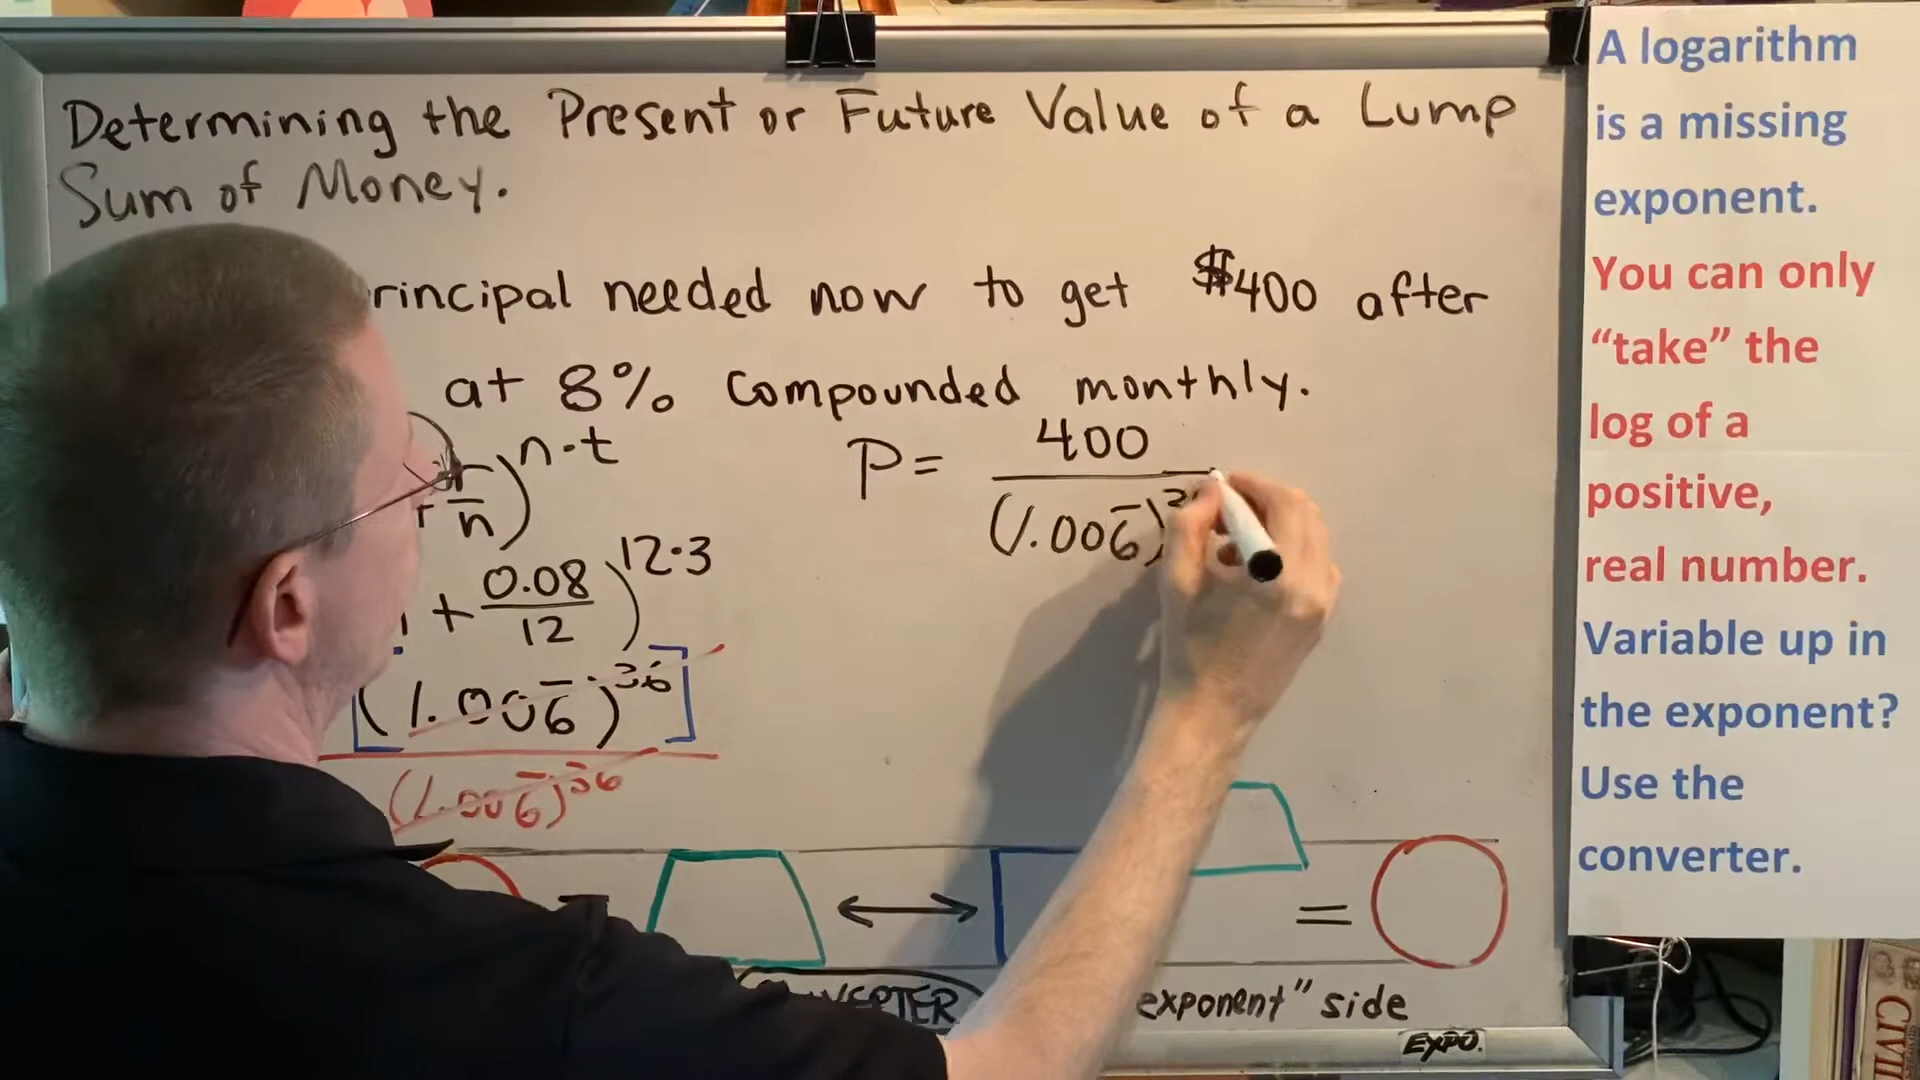 Determining the Present or Future Value of a Lump
Sum of Money.
rincipal needed now to get $400 after
at 8% compounded monthly.
r/n)^n·t
+ 0.08/12)^12·3
[(1.006̅)^36]
(1.006̅)^36
P = 400/(1.006̅)
=
↔
=
exponent" side
EXPO.
A logarithm
is a missing
exponent.
You can only
“take” the
log of a
positive,
real number.
Variable up in
the exponent?
Use the
converter.